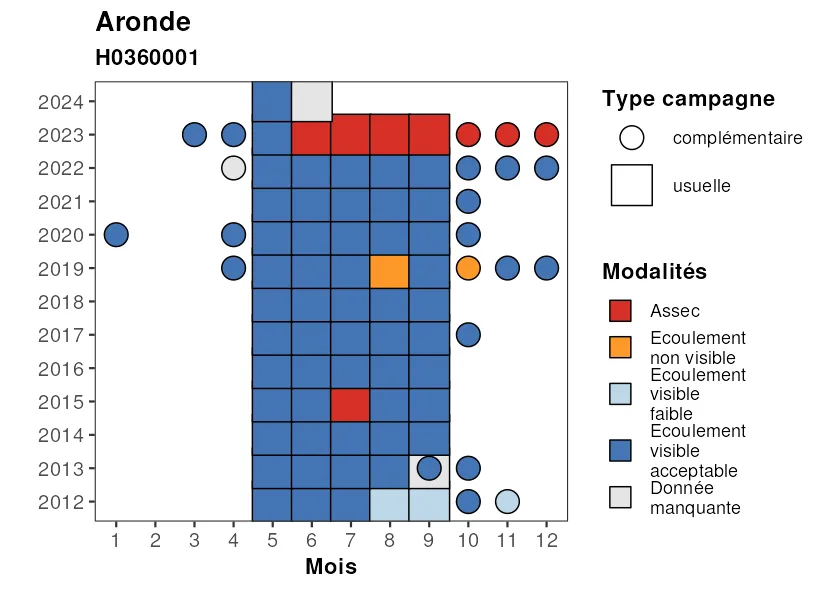 Aronde
H0360001
2024
2023
2022
2021
2020
2019
2018
2017
2016
2015
2014
2013
2012
1 2 3 4 5 6 7 8 9 10 11 12
Mois
Type campagne
complémentaire
usuelle
Modalités
Assec
Ecoulement
non visible
Ecoulement
visible
faible
Ecoulement
visible
acceptable
Donnée
manquante